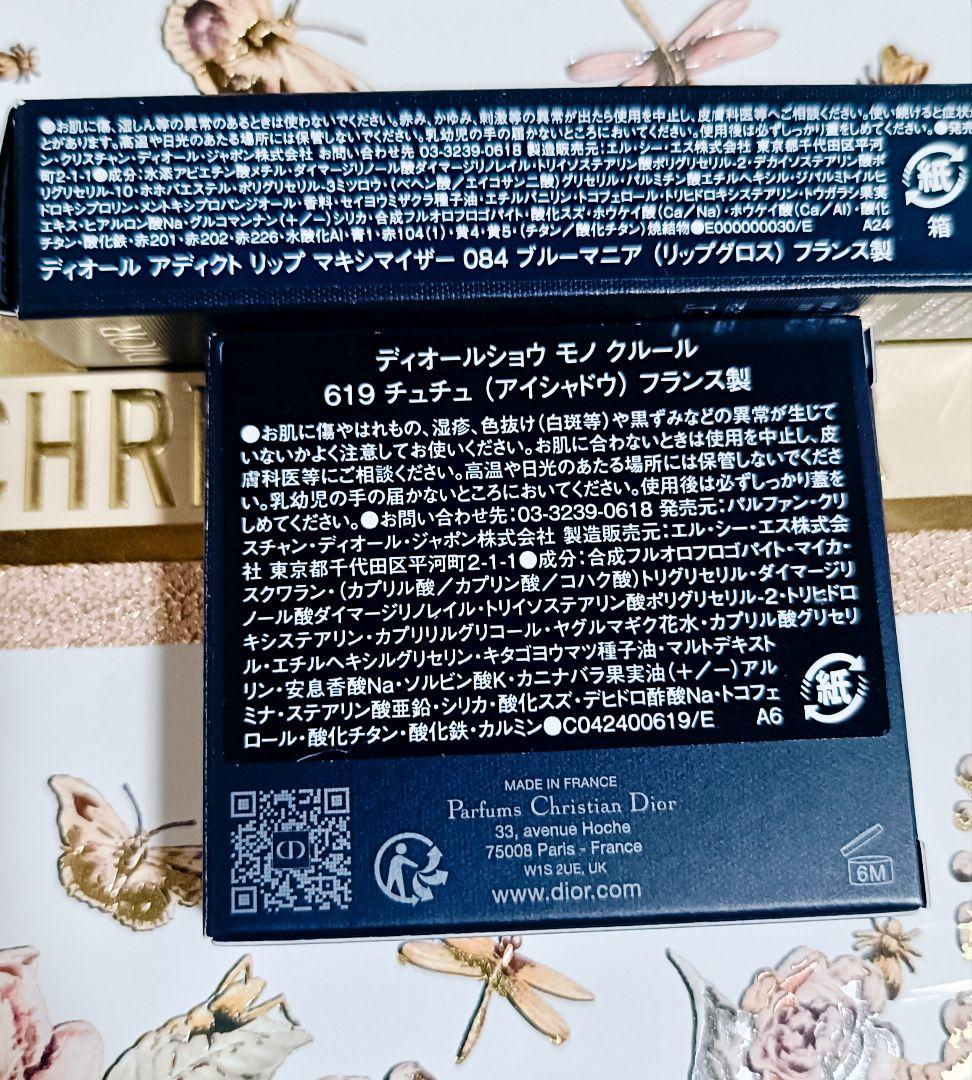 ●お肌に傷、湿しん等の異常のあるときは使わないでください。赤み、かゆみ、刺激等の異常が出たら使用を中止し、皮膚科医等へご相談ください。使い続けると症状
とがあります。高温や日光のあたる場所には保管しないでください。乳幼児の手の届かないところにおいてください。使用後は必ずしっかり蓋をしめてください。●発売
ン・クリスチャン・ディオール・ジャポン株式会社 お問い合わせ先 03-3239-0618 製造販売元:エル・シー・エス株式会社 東京都千代田区平河
町2-1-1●成分:水添アビエチン酸メチル・ダイマージリノール酸ダイマージリノレイル・トリイソステアリン酸ポリグリセリル-2・デカイソステアリン酸ポ
リグリセリル-10・ホホバエステル・ポリグリセリル-3ミツロウ・(ベヘン酸/エイコサン二酸)グリセリル・パルミチン酸エチルヘキシル・ジパルミトイルヒ
ドロキシプロリン・メントキシプロパンジオール・香料・セイヨウミザクラ種子油・エチルバニリン・トコフェロール・トリヒドロキシステアリン・トウガラシ果実
エキス・ヒアルロン酸Na・グルコマンナン(+/-)シリカ・合成フルオロフロゴパイト・酸化スズ・ホウケイ酸(Ca/Na)・ホウケイ酸(Ca/Al)・酸化
チタン・酸化鉄・赤201・赤202・赤226・水酸化Al・青1・赤104(1)・黄4・黄5・(チタン/酸化チタン)焼結物●E000000030/E A24
ディオール アディクト リップ マキシマイザー 084 ブルーマニア (リップグロス) フランス製
紙
箱
DIOR
CHRI
ディオールショウ モノ クルール
619 チュチュ (アイシャドウ) フランス製
●お肌に傷やはれもの、湿疹、色抜け(白斑等)や黒ずみなどの異常が生じて
いないかよく注意してお使いください。お肌に合わないときは使用を中止し、皮
膚科医等にご相談ください。高温や日光のあたる場所には保管しないでくださ
い。乳幼児の手の届かないところにおいてください。使用後は必ずしっかり蓋を
しめてください。●お問い合わせ先:03-3239-0618 発売元:パルファン・クリ
スチャン・ディオール・ジャポン株式会社 製造販売元:エル・シー・エス株式会
社 東京都千代田区平河町2-1-1●成分:合成フルオロフロゴパイト・マイカ・
スクワラン・(カプリル酸/カプリン酸/コハク酸)トリグリセリル・ダイマージリ
ノール酸ダイマージリノレイル・トリイソステアリン酸ポリグリセリル-2・トリヒドロ
キシステアリン・カプリリルグリコール・ヤグルマギク花水・カプリル酸グリセリ
ル・エチルヘキシルグリセリン・キタゴヨウマツ種子油・マルトデキスト
リン・安息香酸Na・ソルビン酸K・カニナバラ果実油(+/-)アル
ミナ・ステアリン酸亜鉛・シリカ・酸化スズ・デヒドロ酢酸Na・トコフェ
ロール・酸化チタン・酸化鉄・カルミン●C042400619/E A6
紙
MADE IN FRANCE
Parfums Christian Dior
33, avenue Hoche
75008 Paris - France
W1S 2UE, UK
www.dior.com
CD
6M